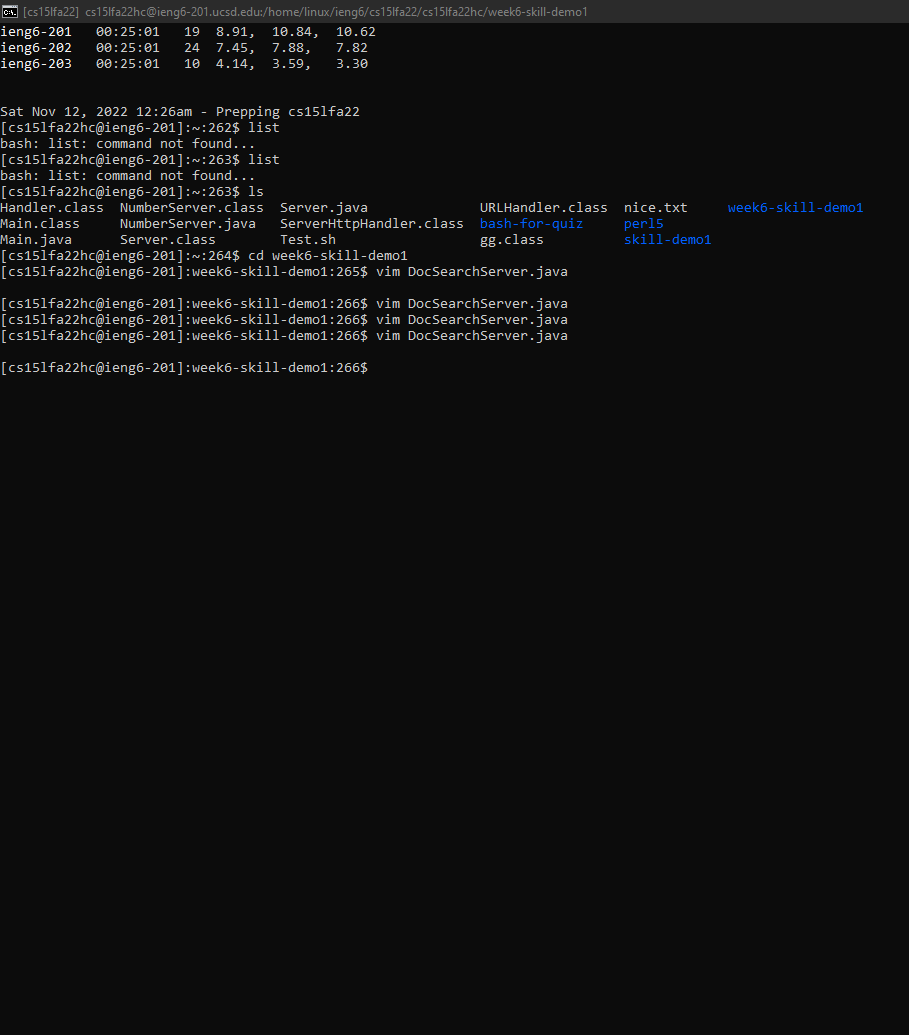 [cs15lfa22] cs15lfa22hc@ieng6-201.ucsd.edu:/home/linux/ieng6/cs15lfa22/cs15lfa22hc/week6-skill-demo1
ieng6-201   00:25:01   19  8.91,  10.84,  10.62
ieng6-202   00:25:01   24  7.45,  7.88,   7.82
ieng6-203   00:25:01   10  4.14,  3.59,   3.30
Sat Nov 12, 2022 12:26am - Prepping cs15lfa22
[cs15lfa22hc@ieng6-201]:~:262$ list
bash: list: command not found...
[cs15lfa22hc@ieng6-201]:~:263$ list
bash: list: command not found...
[cs15lfa22hc@ieng6-201]:~:263$ ls
Handler.class  NumberServer.class  Server.java              URLHandler.class  nice.txt     week6-skill-demo1
Main.class     NumberServer.java   ServerHttpHandler.class  bash-for-quiz     perl5
Main.java      Server.class        Test.sh                  gg.class          skill-demo1
[cs15lfa22hc@ieng6-201]:~:264$ cd week6-skill-demo1
[cs15lfa22hc@ieng6-201]:week6-skill-demo1:265$ vim DocSearchServer.java
[cs15lfa22hc@ieng6-201]:week6-skill-demo1:266$ vim DocSearchServer.java
[cs15lfa22hc@ieng6-201]:week6-skill-demo1:266$ vim DocSearchServer.java
[cs15lfa22hc@ieng6-201]:week6-skill-demo1:266$ vim DocSearchServer.java
[cs15lfa22hc@ieng6-201]:week6-skill-demo1:266$